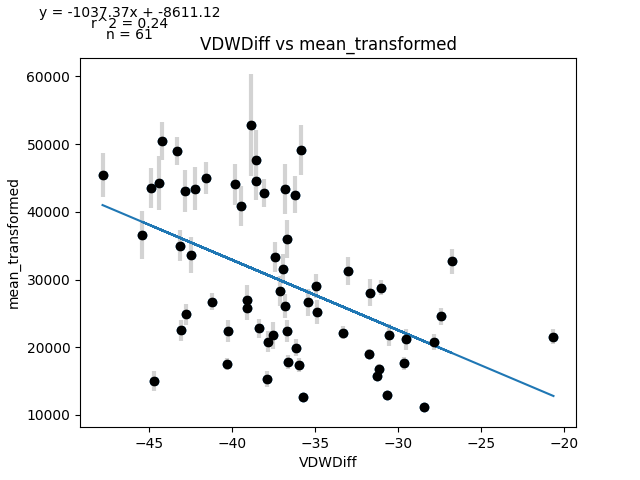 y = -1037.37x + -8611.12
r^2 = 0.24
n = 61
VDWDiff vs mean_transformed
60000
50000
40000
30000
20000
10000
mean_transformed
−45 −40 −35 −30 −25 −20
VDWDiff